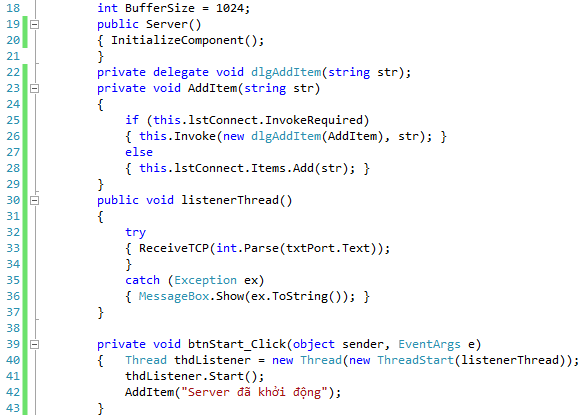 18 int BufferSize = 1024;
19 public Server()
20 { InitializeComponent();
21 }
22 private delegate void dlgAddItem(string str);
23 private void AddItem(string str)
24 {
25 if (this.lstConnect.InvokeRequired)
26 { this.Invoke(new dlgAddItem(AddItem), str); }
27 else
28 { this.lstConnect.Items.Add(str); }
29 }
30 public void listenerThread()
31 {
32 try
33 { ReceiveTCP(int.Parse(txtPort.Text));
34 }
35 catch (Exception ex)
36 { MessageBox.Show(ex.ToString()); }
37 }
38
39 private void btnStart_Click(object sender, EventArgs e)
40 { Thread thdListener = new Thread(new ThreadStart(listenerThread));
41 thdListener.Start();
42 AddItem("Server đã khởi động");
43 }